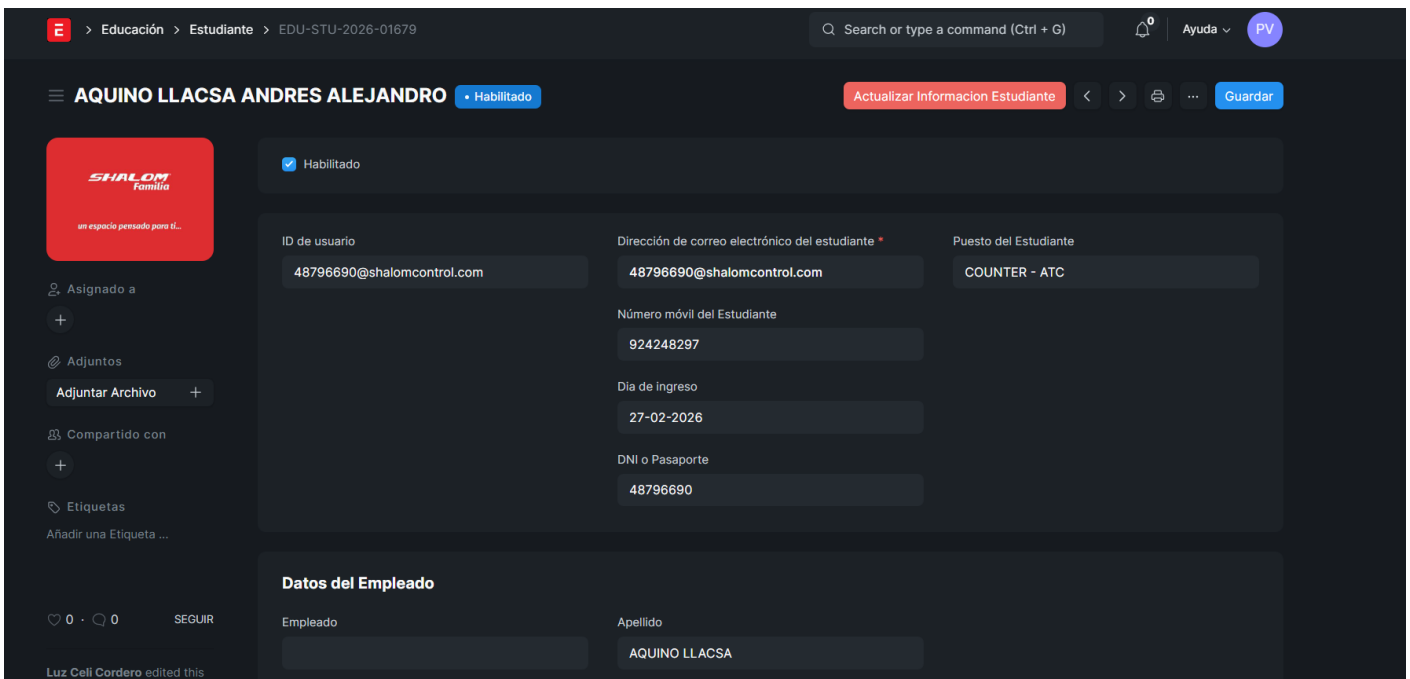 E > Educación > Estudiante > EDU-STU-2026-01679 Search or type a command (Ctrl + G) 0 Ayuda PV
AQUINO LLACSA ANDRES ALEJANDRO • Habilitado Actualizar Informacion Estudiante < > ... Guardar
SHALOM
Familia
un espacio pensado para ti...
Habilitado
ID de usuario Dirección de correo electrónico del estudiante * Puesto del Estudiante
48796690@shalomcontrol.com 48796690@shalomcontrol.com COUNTER - ATC
Asignado a
+
Número móvil del Estudiante
924248297
Adjuntos
Adjuntar Archivo +
Dia de ingreso
27-02-2026
Compartido con
+
DNI o Pasaporte
48796690
Etiquetas
Añadir una Etiqueta ...
Datos del Empleado
0 · 0 SEGUIR
Empleado Apellido
AQUINO LLACSA
Luz Celi Cordero edited this